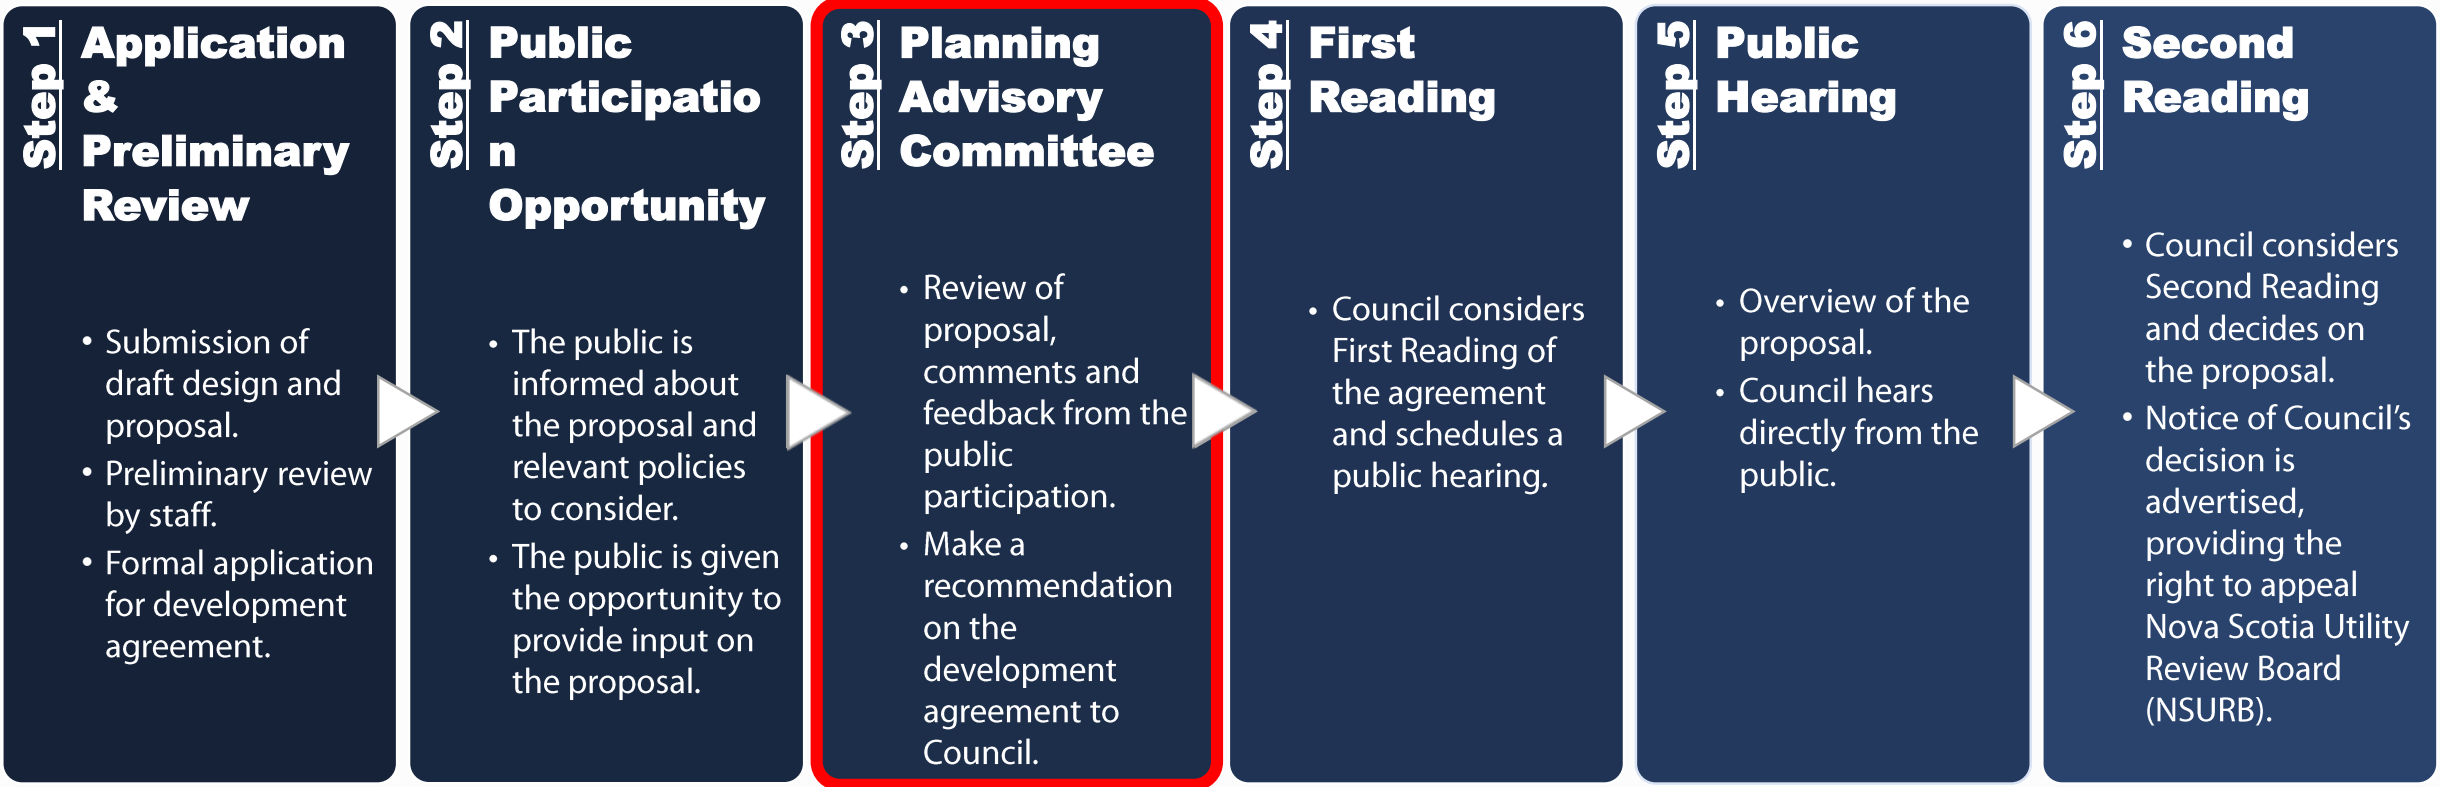 Step 1
Application
&
Preliminary
Review
• Submission of
draft design and
proposal.
• Preliminary review
by staff.
• Formal application
for development
agreement.
Step 2
Public
Participatio
n
Opportunity
• The public is
informed about
the proposal and
relevant policies
to consider.
• The public is given
the opportunity to
provide input on
the proposal.
Step 3
Planning
Advisory
Committee
• Review of
proposal,
comments and
feedback from the
public
participation.
• Make a
recommendation
on the
development
agreement to
Council.
Step 4
First
Reading
• Council considers
First Reading of
the agreement
and schedules a
public hearing.
Step 5
Public
Hearing
• Overview of the
proposal.
• Council hears
directly from the
public.
Step 6
Second
Reading
• Council considers
Second Reading
and decides on
the proposal.
• Notice of Council’s
decision is
advertised,
providing the
right to appeal
Nova Scotia Utility
Review Board
(NSURB).